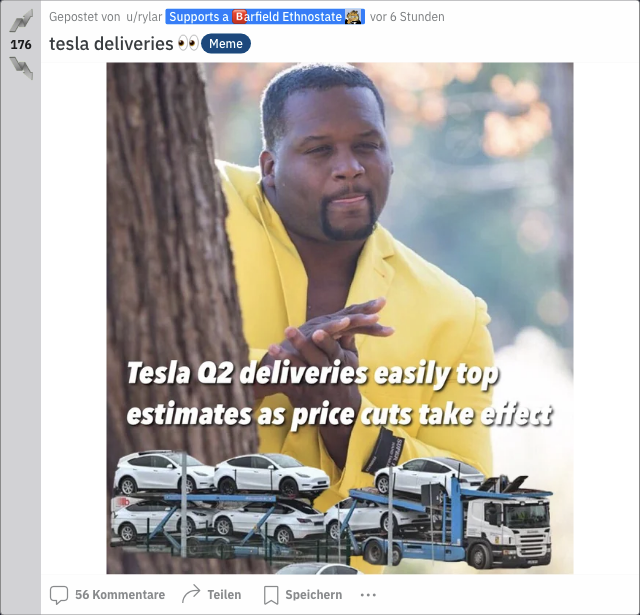 Gepostet von u/rylar Supports a Barfield Ethnostate vor 6 Stunden
176
tesla deliveries 👀 Meme
Tesla Q2 deliveries easily top
estimates as price cuts take effect
56 Kommentare Teilen Speichern